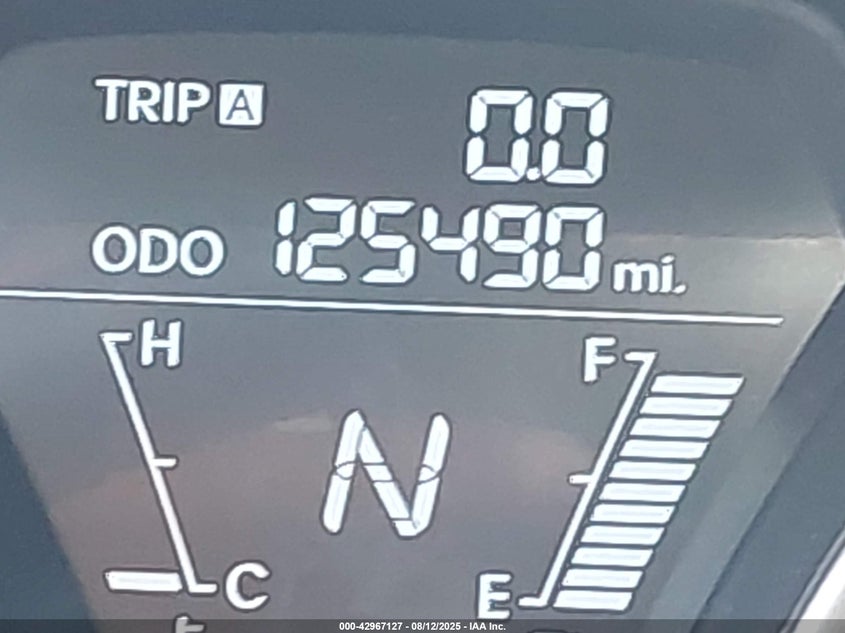 TRIP A 0.0
ODO 125490 mi.
H F
N
C E
000-42967127 - 08/12/2025 - IAA Inc.